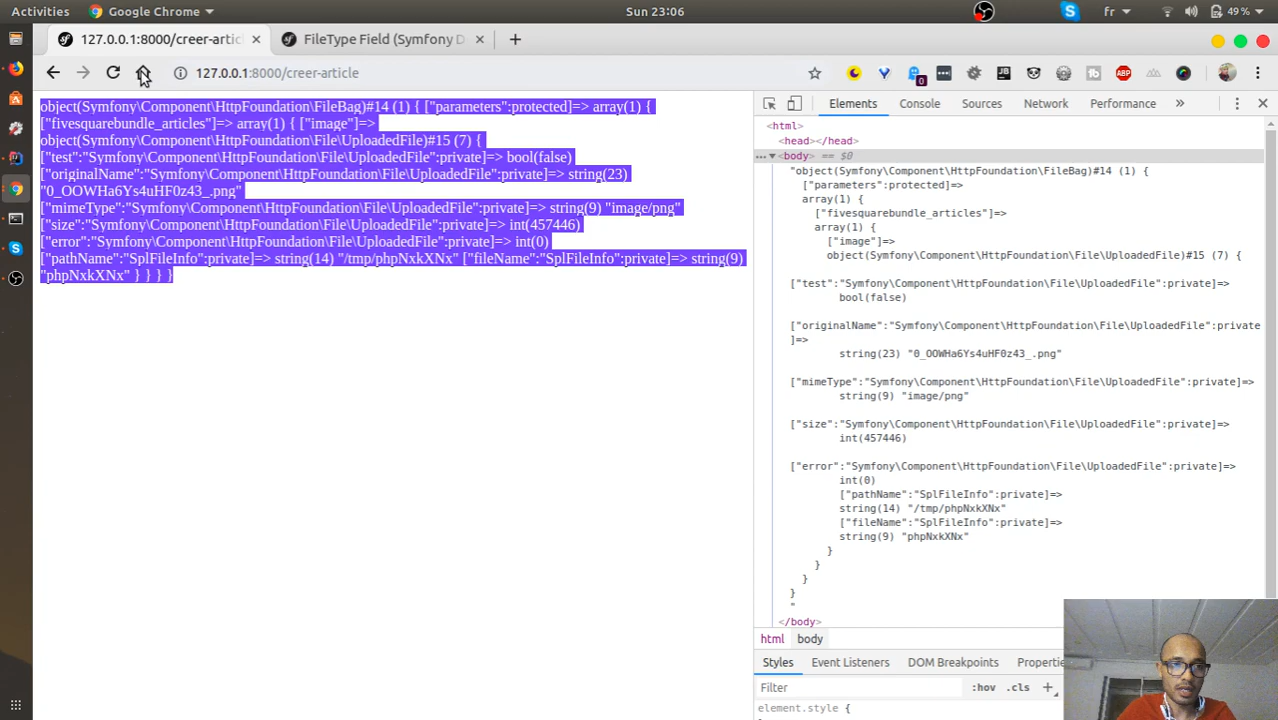 Activities
Google Chrome
Sun 23:06
fr
49%
127.0.0.1:8000/creer-artic
FileType Field (Symfony D
127.0.0.1:8000/creer-article
0
JB
ABP
object(Symfony\Component\HttpFoundation\FileBag)#14 (1) { ["parameters":protected]=> array(1) {
["fivesquarebundle_articles"]=> array(1) { ["image"]=>
object(Symfony\Component\HttpFoundation\File\UploadedFile)#15 (7) {
["test":"Symfony\Component\HttpFoundation\File\UploadedFile":private]=> bool(false)
["originalName":"Symfony\Component\HttpFoundation\File\UploadedFile":private]=> string(23)
"0_OOWHa6Ys4uHF0z43_.png"
["mimeType":"Symfony\Component\HttpFoundation\File\UploadedFile":private]=> string(9) "image/png"
["size":"Symfony\Component\HttpFoundation\File\UploadedFile":private]=> int(457446)
["error":"Symfony\Component\HttpFoundation\File\UploadedFile":private]=> int(0)
["pathName":"SplFileInfo":private]=> string(14) "/tmp/phpNxkXNx" ["fileName":"SplFileInfo":private]=> string(9)
"phpNxkXNx" } } } }
Elements
Console
Sources
Network
Performance
»
<html>
<head></head>
<body> == $0
"object(Symfony\Component\HttpFoundation\FileBag)#14 (1) {
["parameters":protected]=>
array(1) {
["fivesquarebundle_articles"]=>
array(1) {
["image"]=>
object(Symfony\Component\HttpFoundation\File\UploadedFile)#15 (7) {
["test":"Symfony\Component\HttpFoundation\File\UploadedFile":private]=>
bool(false)
["originalName":"Symfony\Component\HttpFoundation\File\UploadedFile":private
]=>
string(23) "0_OOWHa6Ys4uHF0z43_.png"
["mimeType":"Symfony\Component\HttpFoundation\File\UploadedFile":private]=>
string(9) "image/png"
["size":"Symfony\Component\HttpFoundation\File\UploadedFile":private]=>
int(457446)
["error":"Symfony\Component\HttpFoundation\File\UploadedFile":private]=>
int(0)
["pathName":"SplFileInfo":private]=>
string(14) "/tmp/phpNxkXNx"
["fileName":"SplFileInfo":private]=>
string(9) "phpNxkXNx"
}
}
}
}
"
</body>
html
body
Styles
Event Listeners
DOM Breakpoints
Properti
Filter
:hov
.cls
+
element.style {